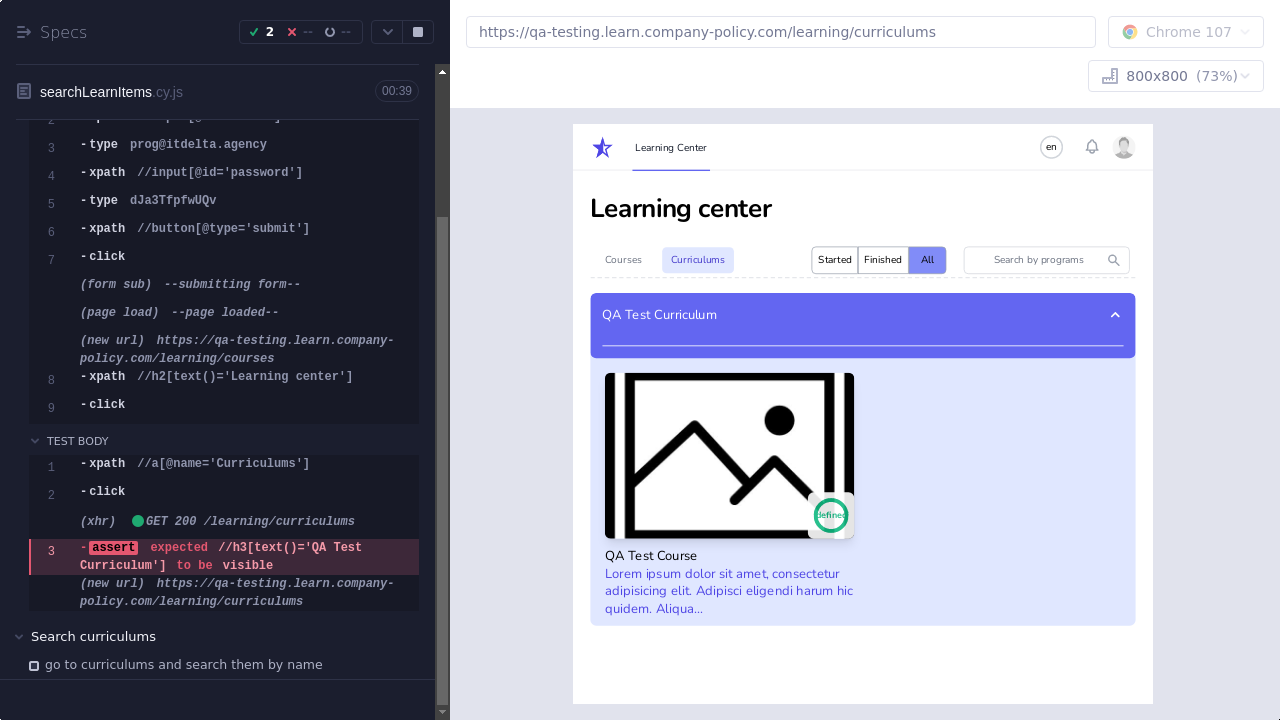 Specs
2
--
--
searchLearnItems.cy.js
00:39
2
3 -type prog@itdelta.agency
4 -xpath //input[@id='password']
5 -type dJa3TfpfwUQv
6 -xpath //button[@type='submit']
7 -click
(form sub) --submitting form--
(page load) --page loaded--
(new url) https://qa-testing.learn.company-
policy.com/learning/courses
8 -xpath //h2[text()='Learning center']
9 -click
TEST BODY
1 -xpath //a[@name='Curriculums']
2 -click
(xhr) GET 200 /learning/curriculums
3 -assert expected //h3[text()='QA Test
Curriculum'] to be visible
(new url) https://qa-testing.learn.company-
policy.com/learning/curriculums
Search curriculums
go to curriculums and search them by name
https://qa-testing.learn.company-policy.com/learning/curriculums
Chrome 107
800x800 (73%)
Learning Center
en
Learning center
Courses
Curriculums
Started
Finished
All
Search by programs
QA Test Curriculum
defined
QA Test Course
Lorem ipsum dolor sit amet, consectetur
adipisicing elit. Adipisci eligendi harum hic
quidem. Aliqua...